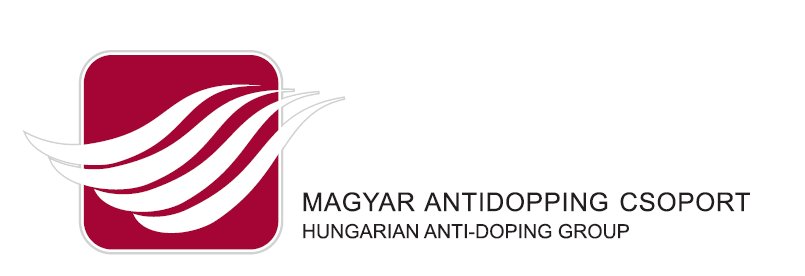 MAGYAR ANTIDOPPING CSOPORT
HUNGARIAN ANTI-DOPING GROUP